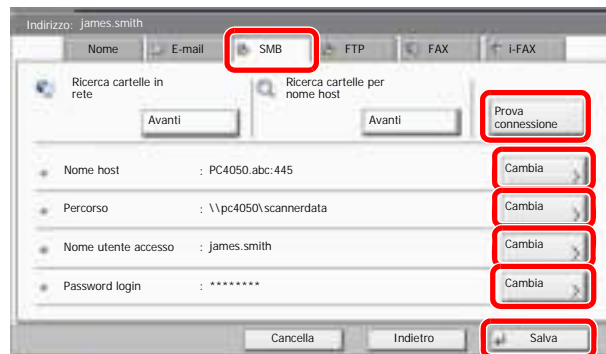 Indirizzo: james.smith
Nome E-mail SMB FTP FAX i-FAX
Ricerca cartelle in rete
Avanti
Ricerca cartelle per nome host
Avanti
Prova connessione
Nome host : PC4050.abc:445 Cambia
Percorso : \\pc4050\scannerdata Cambia
Nome utente accesso : james.smith Cambia
Password login : ******** Cambia
Cancella Indietro Salva